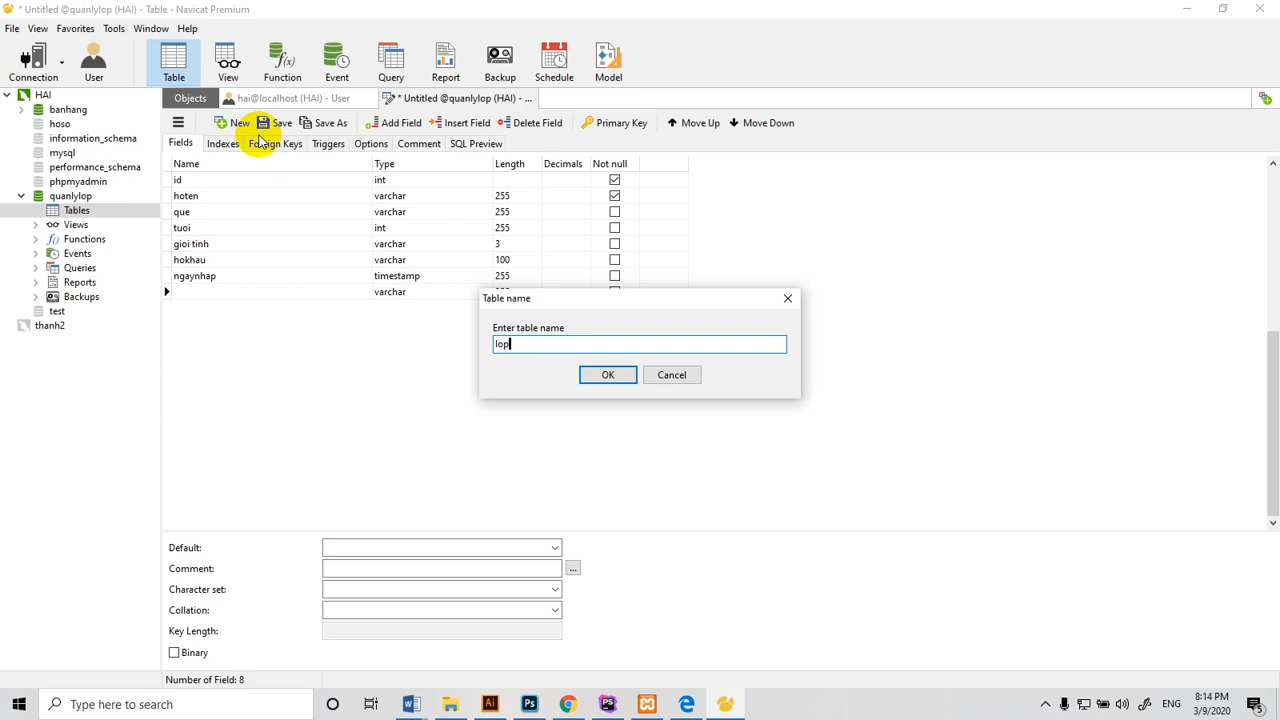 * Untitled @quanlylop (HAI) - Table - Navicat Premium
File View Favorites Tools Window Help
Connection User Table View Function Event Query Report Backup Schedule Model
HAI
banhang
hoso
information_schema
mysql
performance_schema
phpmyadmin
quanlylop
Tables
Views
Functions
Events
Queries
Reports
Backups
test
thanh2
Objects hai@localhost (HAI) - User * Untitled @quanlylop (HAI) - ...
New Save Save As Add Field Insert Field Delete Field Primary Key Move Up Move Down
Fields Indexes Foreign Keys Triggers Options Comment SQL Preview
Name Type Length Decimals Not null
id int
hoten varchar 255
que varchar 255
tuoi int 255
gioi tinh varchar 3
hokhau varchar 100
ngaynhap timestamp 255
varchar
Table name
Enter table name
lop
OK Cancel
Default:
Comment: ...
Character set:
Collation:
Key Length:
Binary
Number of Field: 8
Type here to search
Ai Ps PS
ENG
8:14 PM
3/9/2020
5